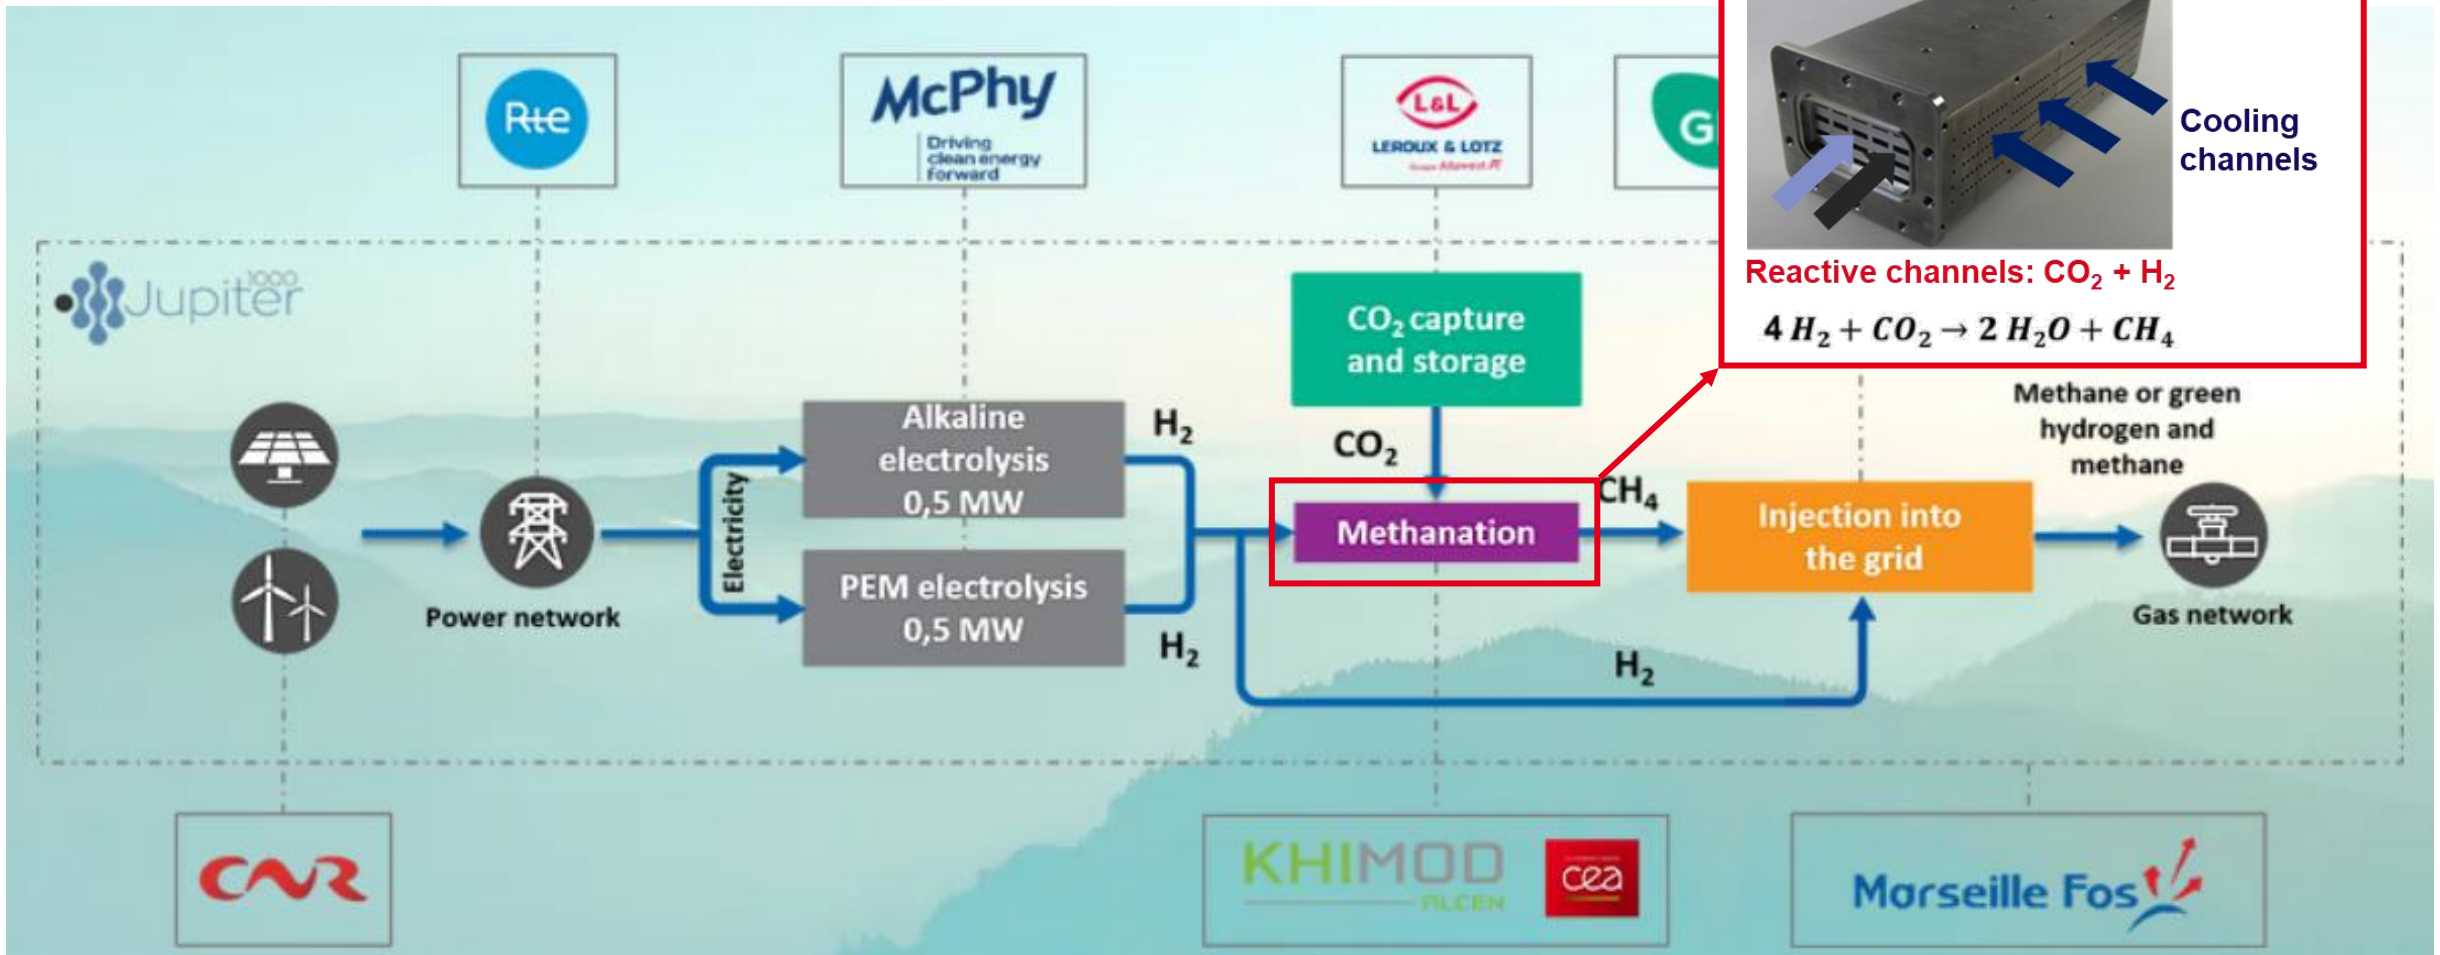 Rte
McPhy
Driving
clean energy
forward
L&L
LEROUX & LOTZ
G
Cooling
channels
Reactive channels: CO₂ + H₂
4 H₂ + CO₂ → 2 H₂O + CH₄
Jupiter 1000
CO₂ capture
and storage
Methane or green
hydrogen and
methane
Alkaline
electrolysis
0,5 MW
H₂
CO₂
Electricity
Methanation
CH₄
Injection into
the grid
PEM electrolysis
0,5 MW
H₂
Power network
Gas network
H₂
CNR
KHIMOD
ALCEN
cea
Marseille Fos